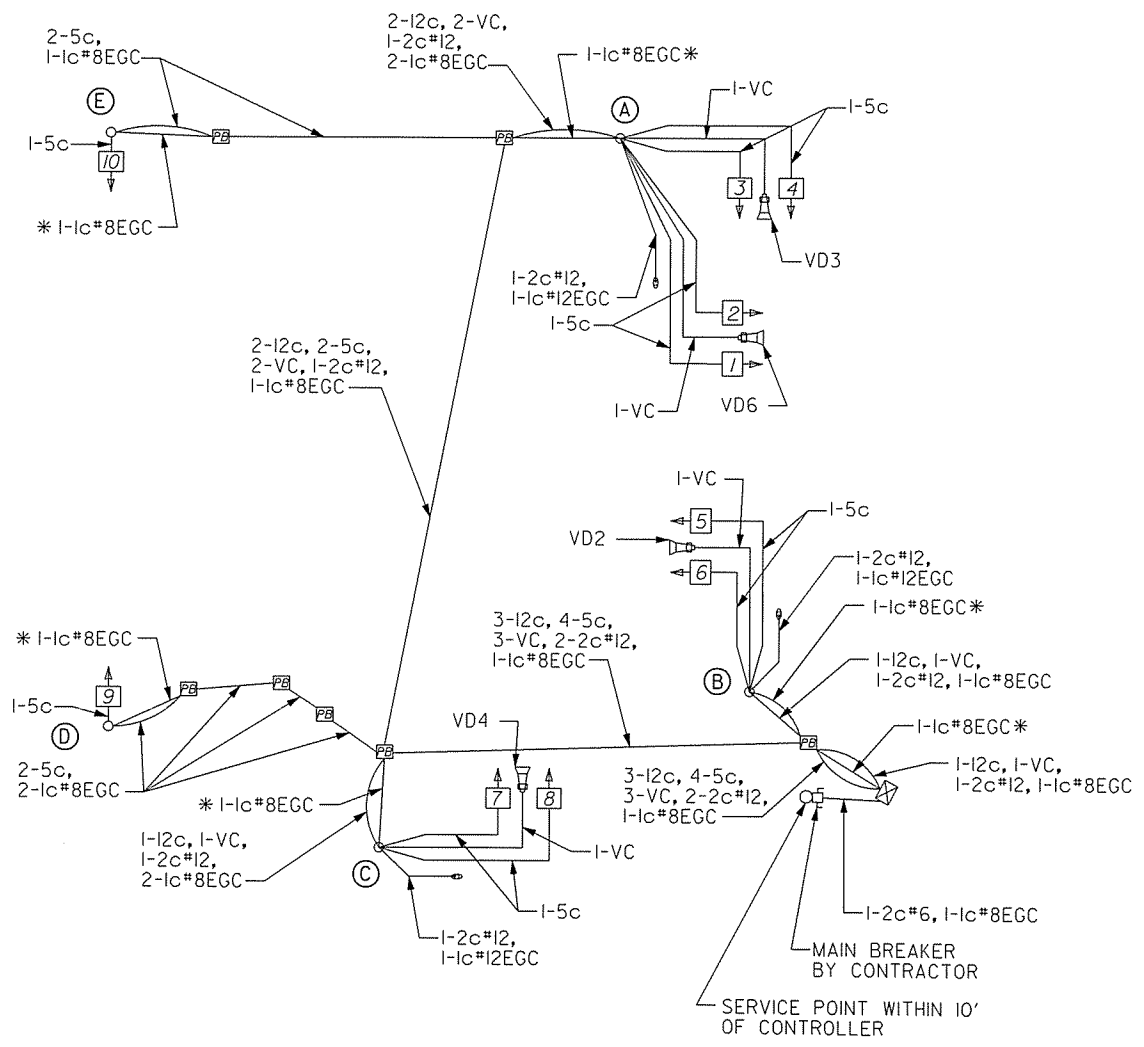 2-5c,
1-1c#8EGC
2-12c, 2-VC,
1-2c#12,
2-1c#8EGC
1-1c#8EGC*
1-VC
1-5c
E
A
PB
PB
1-5c
10
* 1-1c#8EGC
3
4
VD3
1-2c#12,
1-1c#12EGC
1-5c
2
1
1-VC
VD6
2-12c, 2-5c,
2-VC, 1-2c#12,
1-1c#8EGC
1-VC
5
1-5c
VD2
6
1-2c#12,
1-1c#12EGC
1-1c#8EGC*
3-12c, 4-5c,
3-VC, 2-2c#12,
1-1c#8EGC
* 1-1c#8EGC
PB
PB
B
1-12c, 1-VC,
1-2c#12, 1-1c#8EGC
9
1-5c
D
PB
VD4
PB
PB
1-1c#8EGC*
2-5c,
2-1c#8EGC
1-12c, 1-VC,
1-2c#12, 1-1c#8EGC
3-12c, 4-5c,
3-VC, 2-2c#12,
1-1c#8EGC
* 1-1c#8EGC
7
8
1-12c, 1-VC,
1-2c#12,
2-1c#8EGC
1-VC
C
1-5c
1-2c#6, 1-1c#8EGC
1-2c#12,
1-1c#12EGC
MAIN BREAKER
BY CONTRACTOR
SERVICE POINT WITHIN 10'
OF CONTROLLER